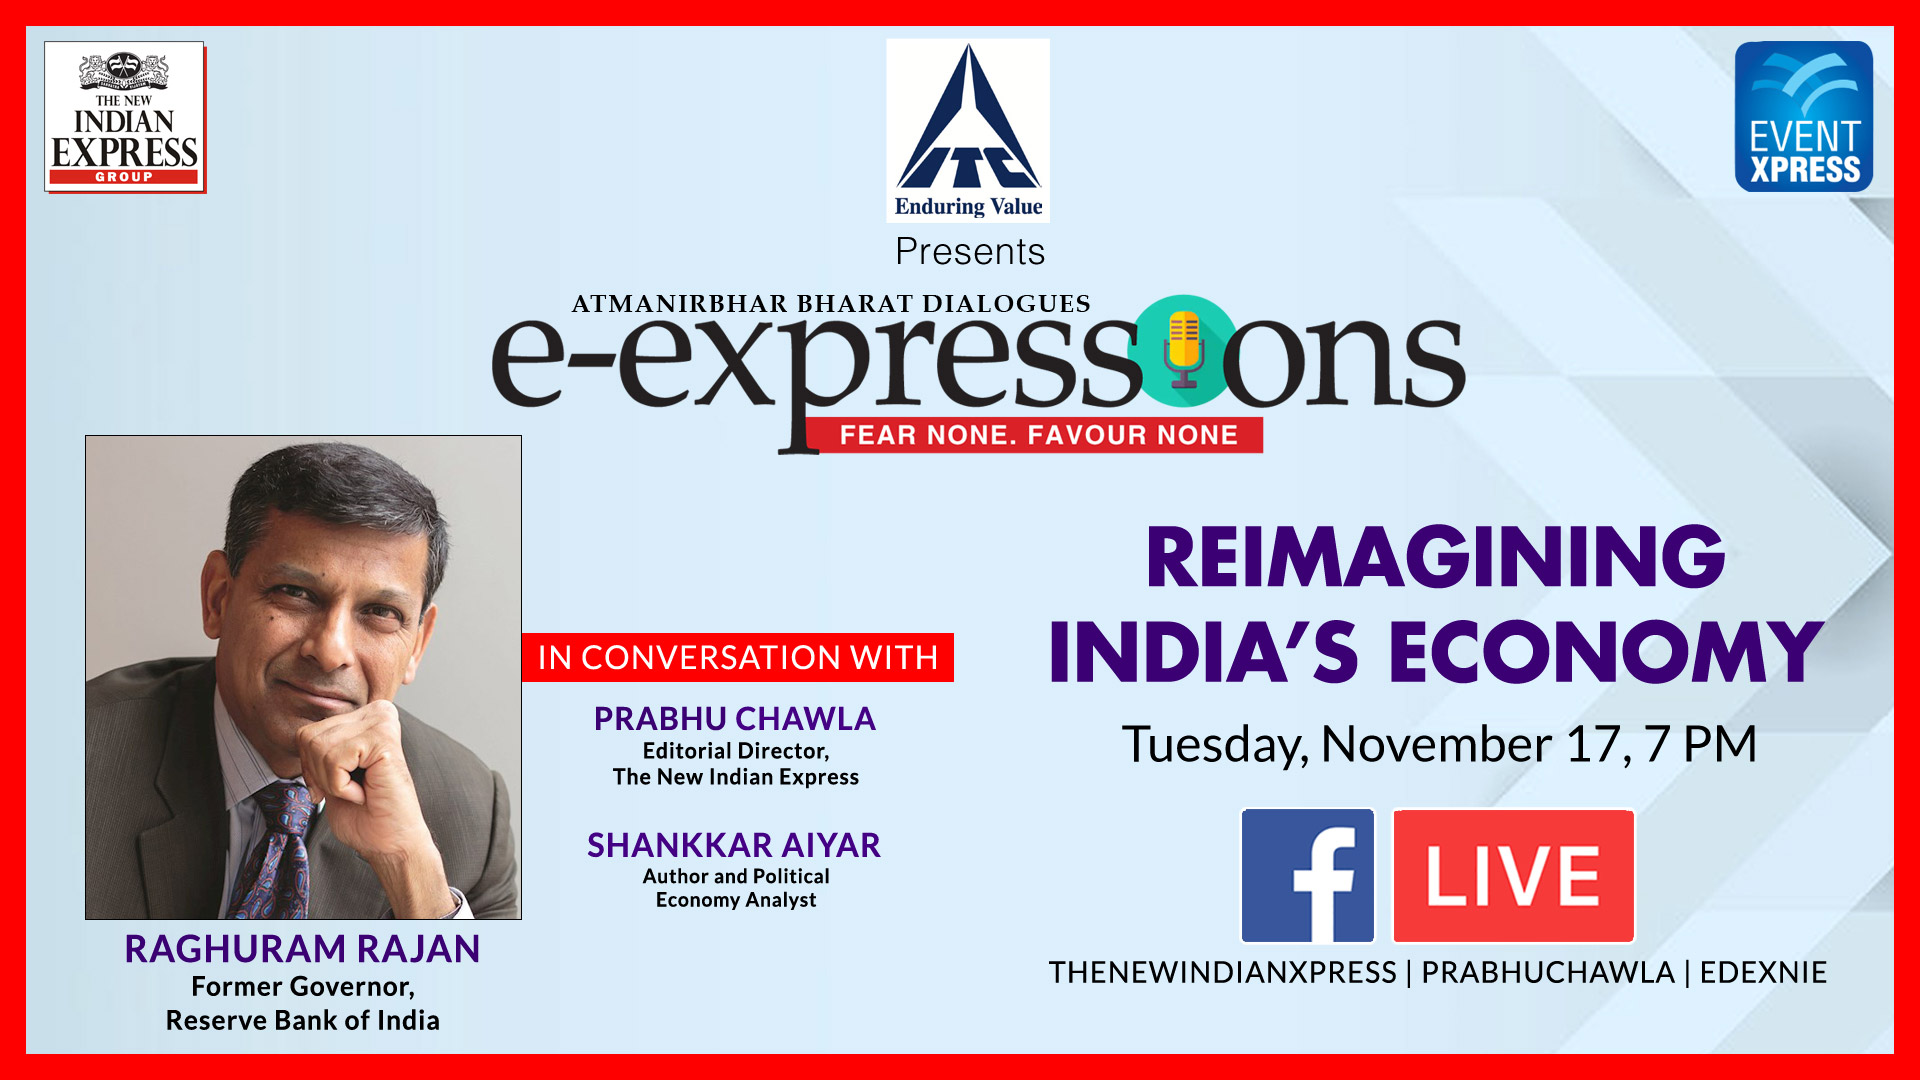 THE NEW
INDIAN
EXPRESS
GROUP
ITC
Enduring Value
EVENT
XPRESS
Presents
ATMANIRBHAR BHARAT DIALOGUES
e-expressions
FEAR NONE. FAVOUR NONE
IN CONVERSATION WITH
PRABHU CHAWLA
Editorial Director,
The New Indian Express
SHANKKAR AIYAR
Author and Political
Economy Analyst
RAGHURAM RAJAN
Former Governor,
Reserve Bank of India
REIMAGINING
INDIA'S ECONOMY
Tuesday, November 17, 7 PM
f LIVE
THENEWINDIANXPRESS | PRABHUCHAWLA | EDEXNIE